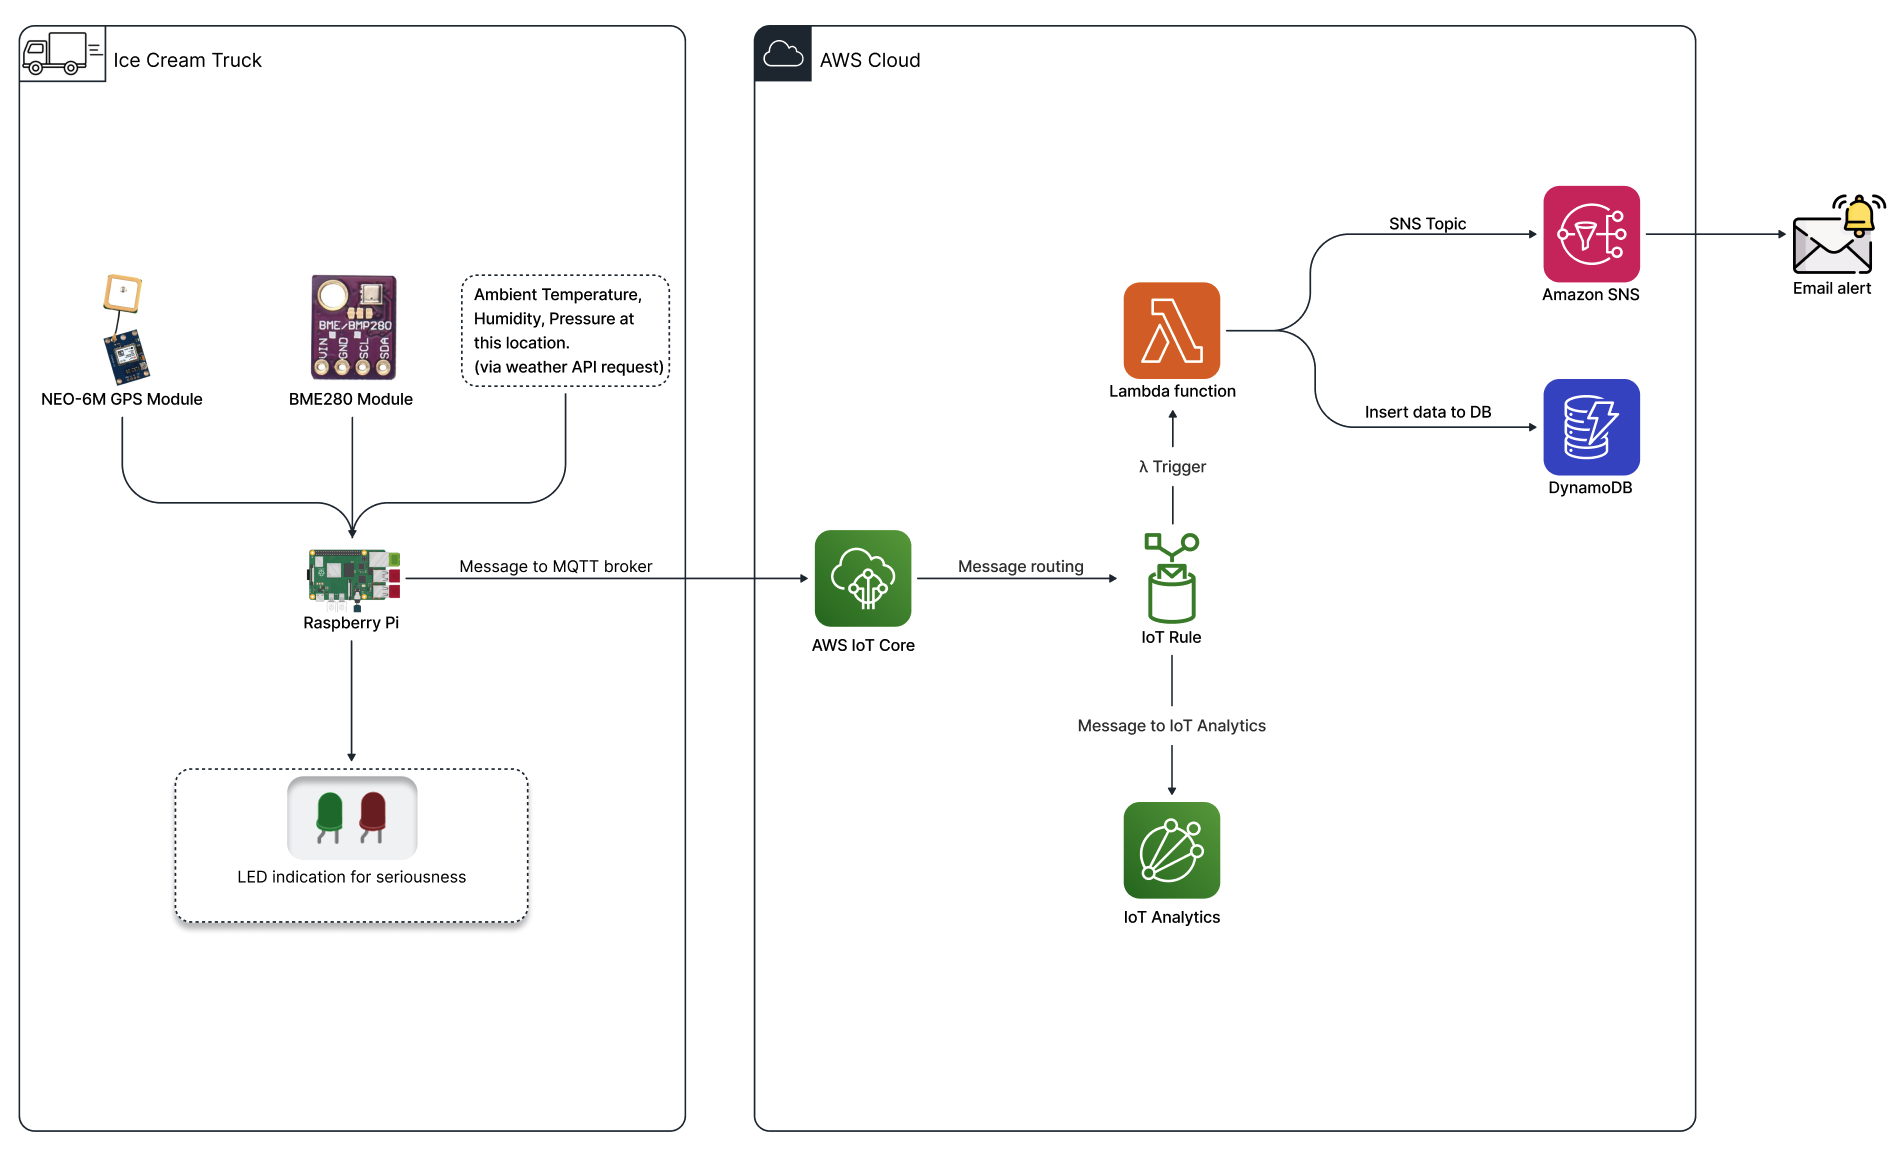 Ice Cream Truck
AWS Cloud
SNS Topic
Amazon SNS
Email alert
Ambient Temperature,
Humidity, Pressure at
this location.
(via weather API request)
BME/BMP280
VIN
GND
SCL
SDA
NEO-6M GPS Module
BME280 Module
Lambda function
Insert data to DB
DynamoDB
λ Trigger
Message to MQTT broker
Message routing
Raspberry Pi
AWS IoT Core
IoT Rule
Message to IoT Analytics
LED indication for seriousness
IoT Analytics